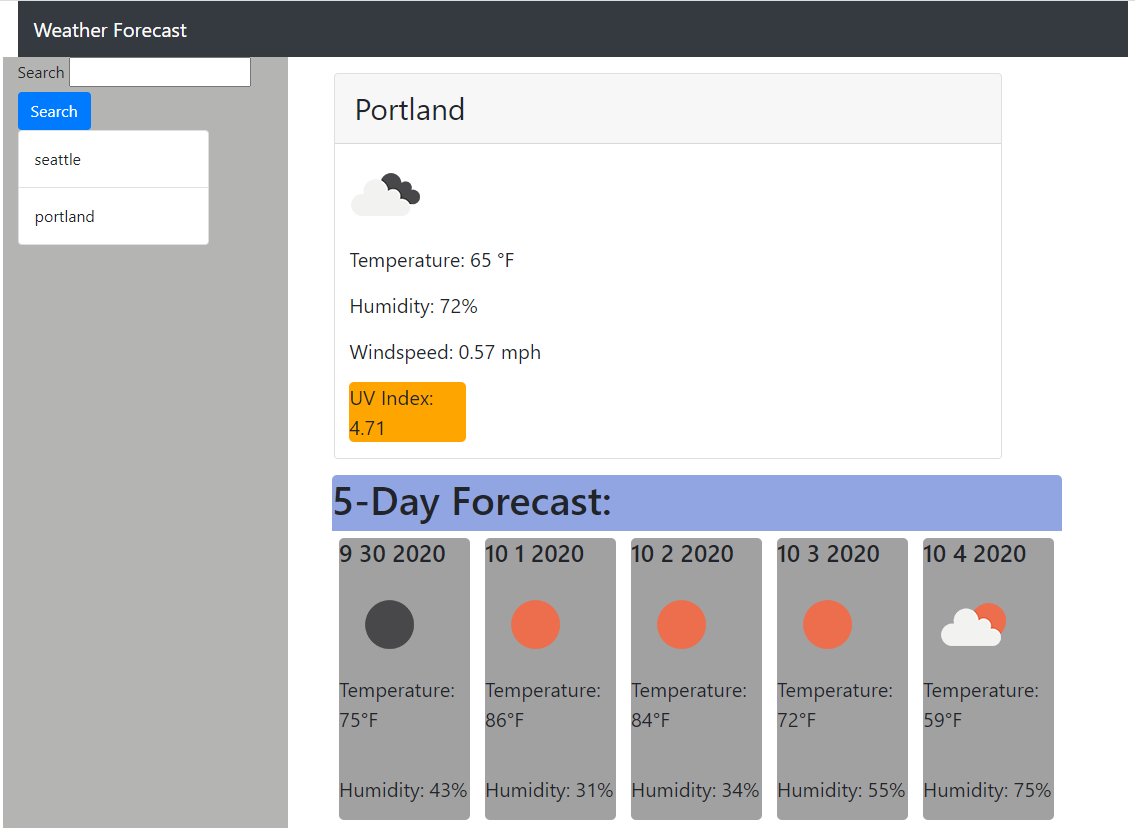 Weather Forecast
Search
Search
seattle
portland
Portland
Temperature: 65 °F
Humidity: 72%
Windspeed: 0.57 mph
UV Index:
4.71
5-Day Forecast:
9 30 2020
Temperature:
75°F
Humidity: 43%
10 1 2020
Temperature:
86°F
Humidity: 31%
10 2 2020
Temperature:
84°F
Humidity: 34%
10 3 2020
Temperature:
72°F
Humidity: 55%
10 4 2020
Temperature:
59°F
Humidity: 75%